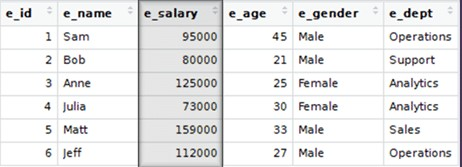 e_id e_name e_salary e_age e_gender e_dept
1 Sam 95000 45 Male Operations
2 Bob 80000 21 Male Support
3 Anne 125000 25 Female Analytics
4 Julia 73000 30 Female Analytics
5 Matt 159000 33 Male Sales
6 Jeff 112000 27 Male Operations